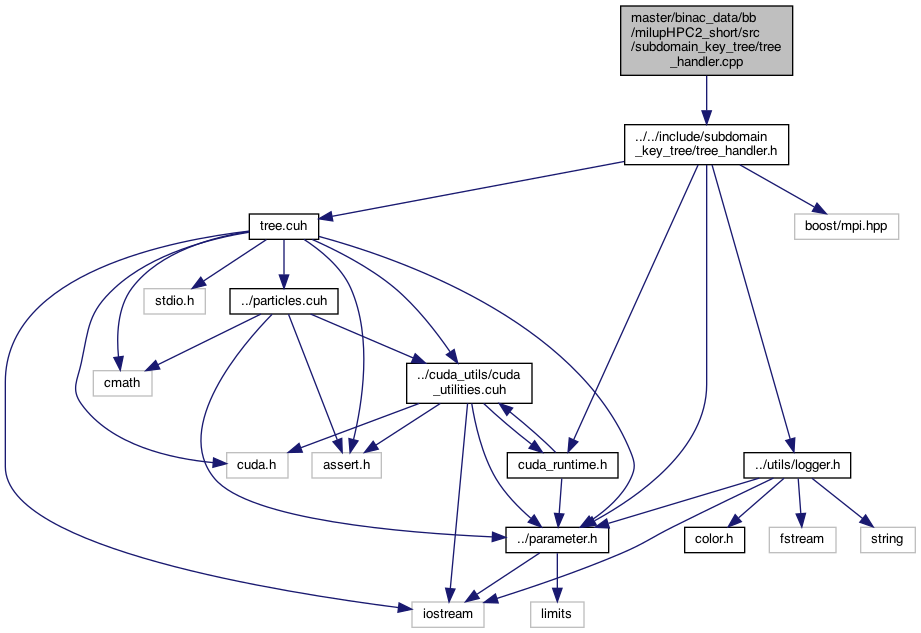 master/binac_data/bb
/milupHPC2_short/src
/subdomain_key_tree/tree
_handler.cpp
../../include/subdomain
_key_tree/tree_handler.h
tree.cuh
boost/mpi.hpp
stdio.h
../particles.cuh
cmath
../cuda_utils/cuda
_utilities.cuh
cuda.h
assert.h
cuda_runtime.h
../utils/logger.h
../parameter.h
color.h
fstream
string
iostream
limits